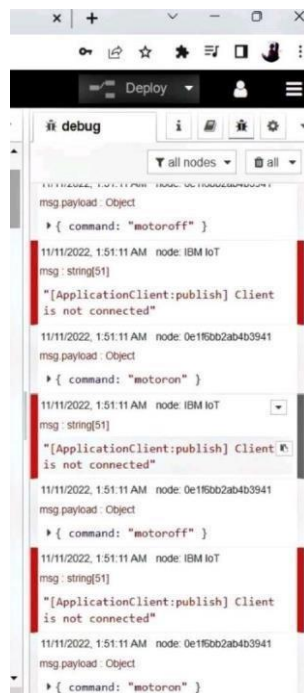 Deploy
debug
i
all nodes
all
msg.payload : Object
{ command: "motoroff" }
11/11/2022, 1:51:11 AM node: IBM IoT
msg : string[51]
"[ApplicationClient:publish] Client
is not connected"
11/11/2022, 1:51:11 AM node: 0e1f6bb2ab4b3941
msg.payload : Object
{ command: "motoron" }
11/11/2022, 1:51:11 AM node: IBM IoT
msg : string[51]
"[ApplicationClient:publish] Client
is not connected"
11/11/2022, 1:51:11 AM node: 0e1f6bb2ab4b3941
msg.payload : Object
{ command: "motoroff" }
11/11/2022, 1:51:11 AM node: IBM IoT
msg : string[51]
"[ApplicationClient:publish] Client
is not connected"
11/11/2022, 1:51:11 AM node: 0e1f6bb2ab4b3941
msg.payload : Object
{ command: "motoron" }